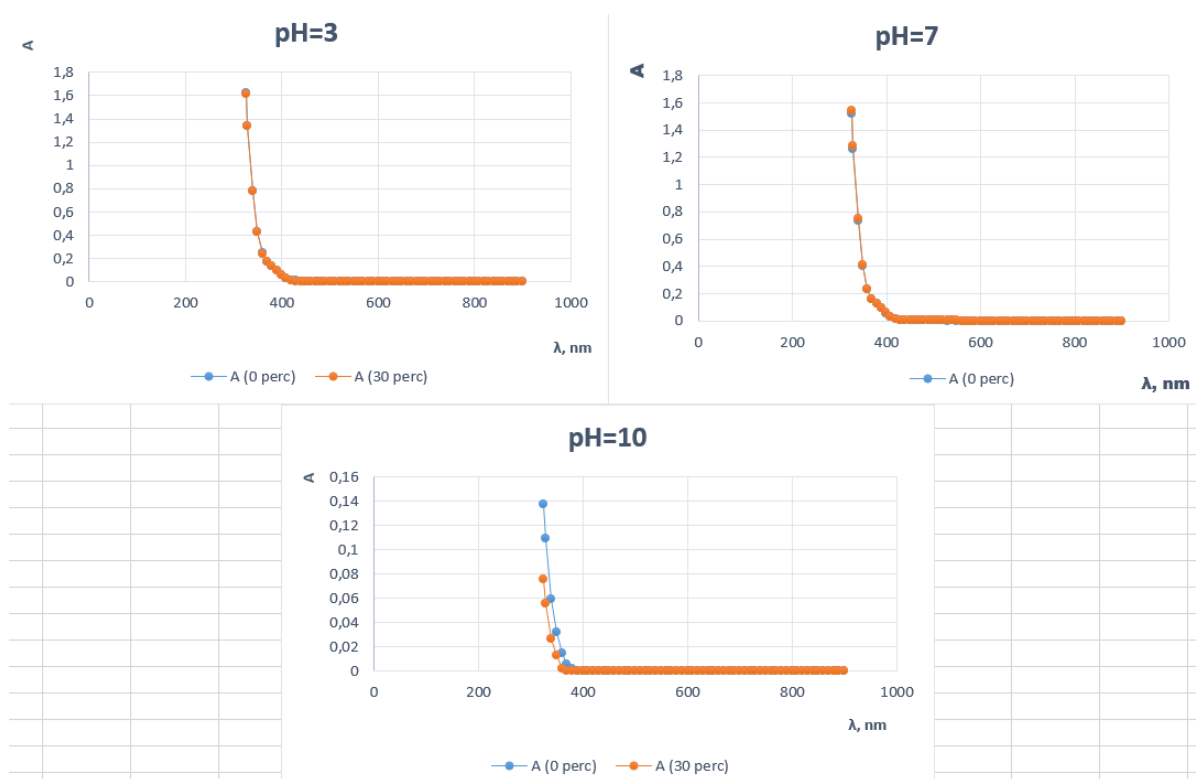 pH=3
A
1,8
1,6
1,4
1,2
1
0,8
0,6
0,4
0,2
0
0 200 400 600 800 1000
λ, nm
A (0 perc) A (30 perc)
pH=7
A
1,8
1,6
1,4
1,2
1
0,8
0,6
0,4
0,2
0
0 200 400 600 800 1000
A (0 perc)
λ, nm
pH=10
A
0,16
0,14
0,12
0,1
0,08
0,06
0,04
0,02
0
0 200 400 600 800 1000
λ, nm
A (0 perc) A (30 perc)